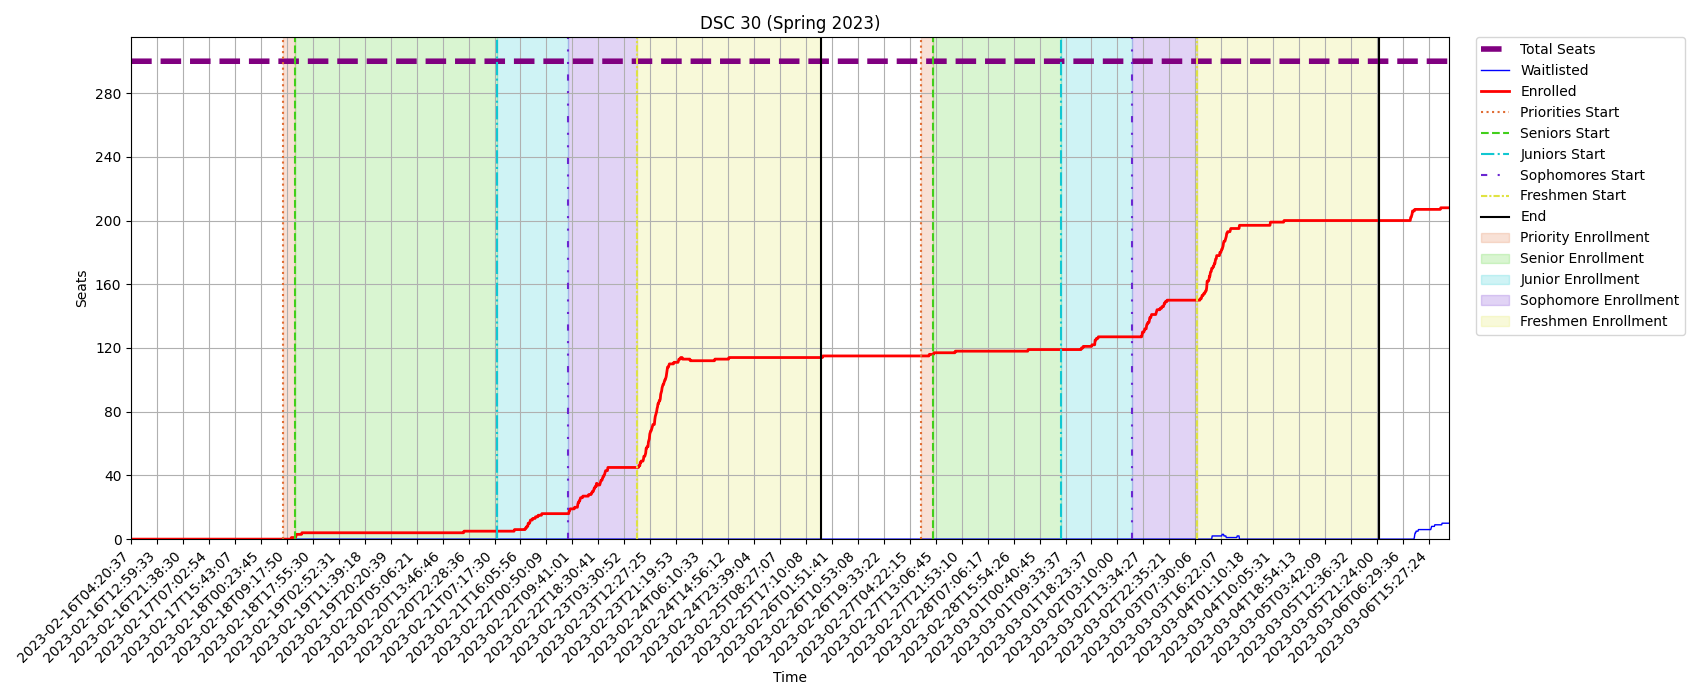 DSC 30 (Spring 2023)
Seats
280
240
200
160
120
80
40
0
2023-02-16T04:20:37
2023-02-16T12:59:33
2023-02-16T21:38:30
2023-02-17T07:02:54
2023-02-17T15:43:07
2023-02-18T00:23:45
2023-02-18T09:17:50
2023-02-18T17:55:30
2023-02-19T02:52:31
2023-02-19T11:39:18
2023-02-19T20:20:39
2023-02-20T05:06:21
2023-02-20T13:46:46
2023-02-20T22:28:36
2023-02-21T07:17:30
2023-02-21T16:05:56
2023-02-22T00:50:09
2023-02-22T09:41:01
2023-02-22T18:30:41
2023-02-23T03:30:52
2023-02-23T12:27:25
2023-02-23T21:19:53
2023-02-24T06:10:33
2023-02-24T14:56:12
2023-02-24T23:39:04
2023-02-25T08:27:07
2023-02-25T17:10:08
2023-02-26T01:51:41
2023-02-26T10:53:08
2023-02-26T19:33:22
2023-02-27T04:22:15
2023-02-27T13:06:45
2023-02-27T21:53:10
2023-02-28T07:06:17
2023-02-28T15:54:26
2023-03-01T00:40:45
2023-03-01T09:33:37
2023-03-01T18:23:37
2023-03-02T03:10:00
2023-03-02T13:34:27
2023-03-02T22:35:21
2023-03-03T07:30:06
2023-03-03T16:22:07
2023-03-04T01:10:18
2023-03-04T10:05:31
2023-03-04T18:54:13
2023-03-05T03:42:09
2023-03-05T12:36:32
2023-03-05T21:24:00
2023-03-06T06:29:36
2023-03-06T15:27:24
Time
Total Seats
Waitlisted
Enrolled
Priorities Start
Seniors Start
Juniors Start
Sophomores Start
Freshmen Start
End
Priority Enrollment
Senior Enrollment
Junior Enrollment
Sophomore Enrollment
Freshmen Enrollment